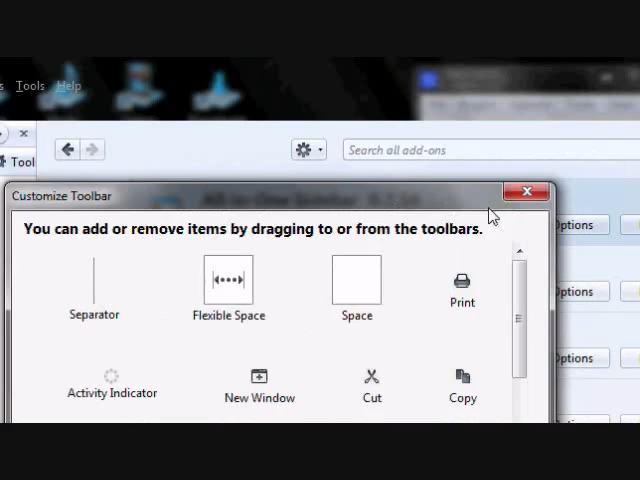 Tools Help
Search all add-ons
Tool
Customize Toolbar
You can add or remove items by dragging to or from the toolbars.
Options
Separator
Flexible Space
Space
Print
Options
Options
Activity Indicator
New Window
Cut
Copy